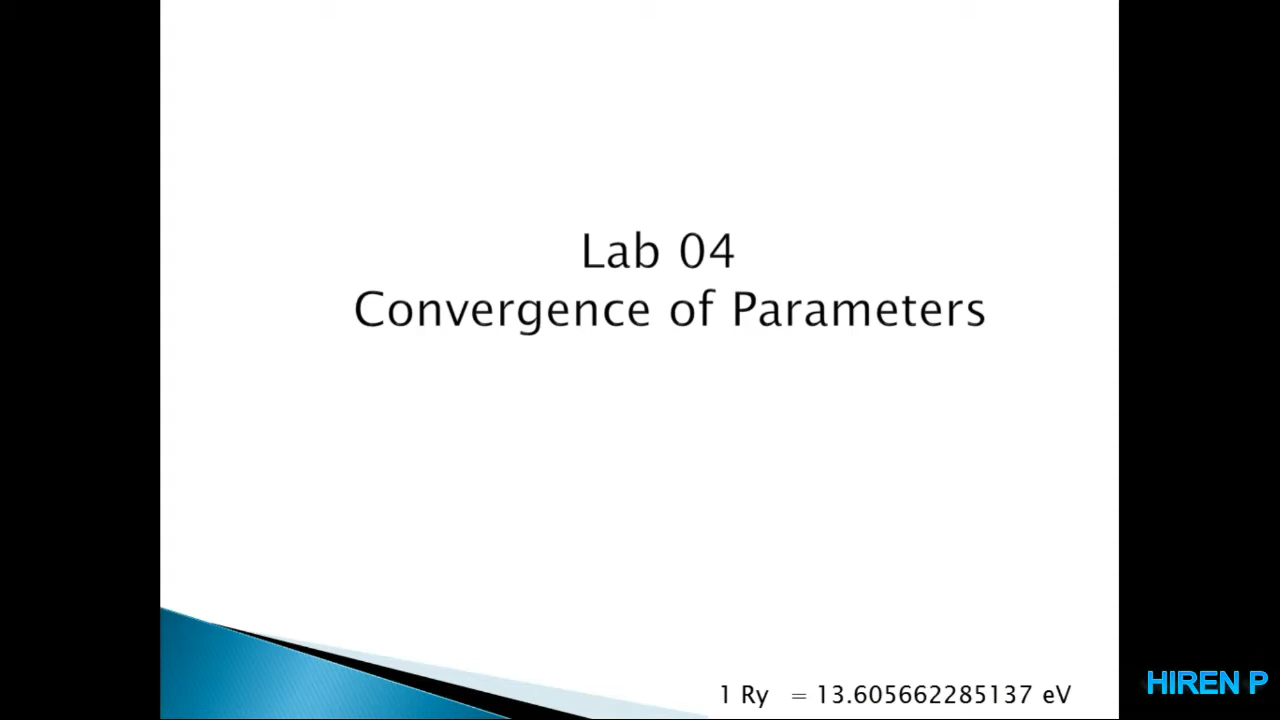 Lab 04
Convergence of Parameters
1 Ry = 13.605662285137 eV
HIREN P